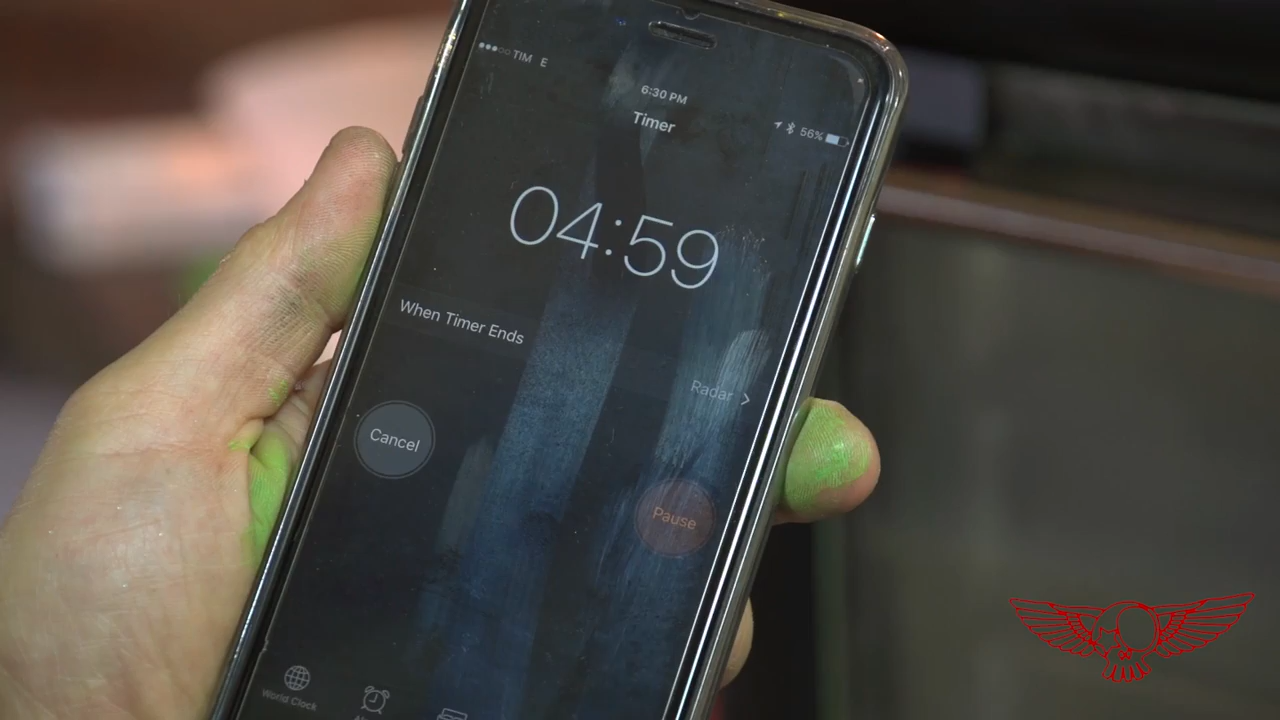 TIM E
6:30 PM
56%
Timer
04:59
When Timer Ends
Radar
Cancel
Pause
World Clock